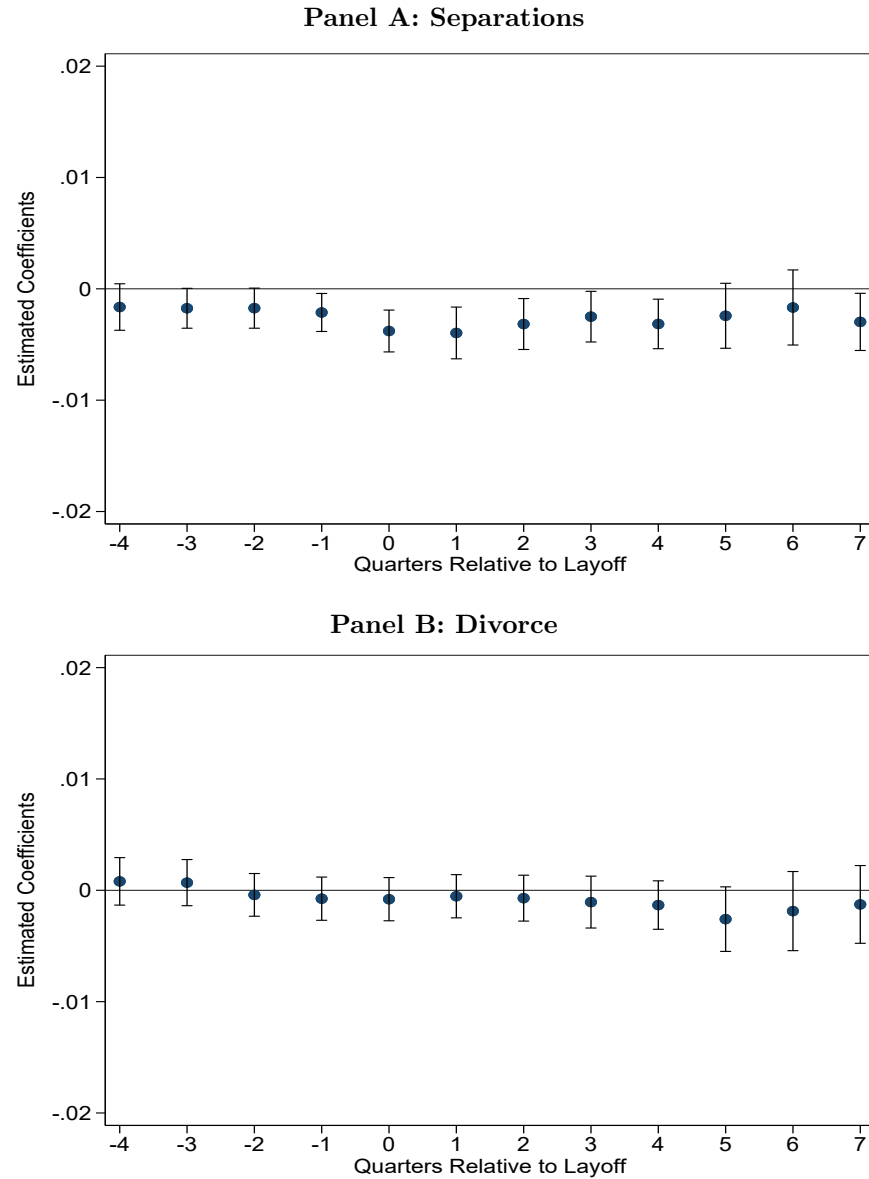 Panel A: Separations
.02
.01
0
-.01
-.02
Estimated Coefficients
-4 -3 -2 -1 0 1 2 3 4 5 6 7
Quarters Relative to Layoff
Panel B: Divorce
.02
.01
0
-.01
-.02
Estimated Coefficients
-4 -3 -2 -1 0 1 2 3 4 5 6 7
Quarters Relative to Layoff